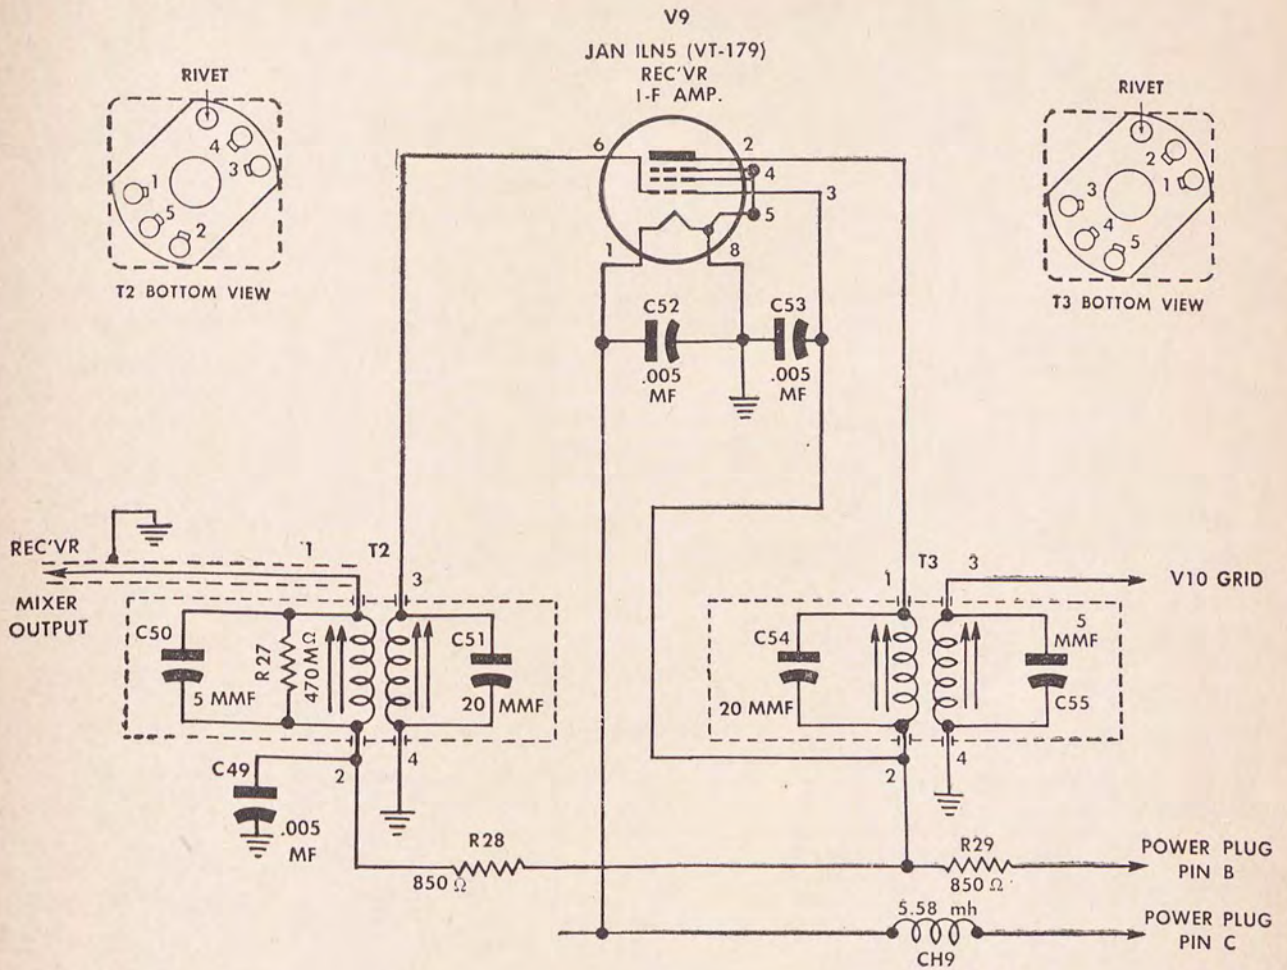 V9
JAN ILN5 (VT-179)
REC'VR
I-F AMP.
RIVET
4
3
1
5
2
T2 BOTTOM VIEW
6
2
4
3
5
1
8
RIVET
2
1
3
4
5
T3 BOTTOM VIEW
C52
.005
MF
C53
.005
MF
REC'VR
MIXER
OUTPUT
1
T2
3
C50
5 MMF
R27
470MΩ
C51
20 MMF
2
4
C49
.005
MF
1
T3
3
V10 GRID
C54
20 MMF
5
MMF
C55
2
4
R28
850 Ω
R29
850 Ω
POWER PLUG
PIN B
5.58 mh
CH9
POWER PLUG
PIN C